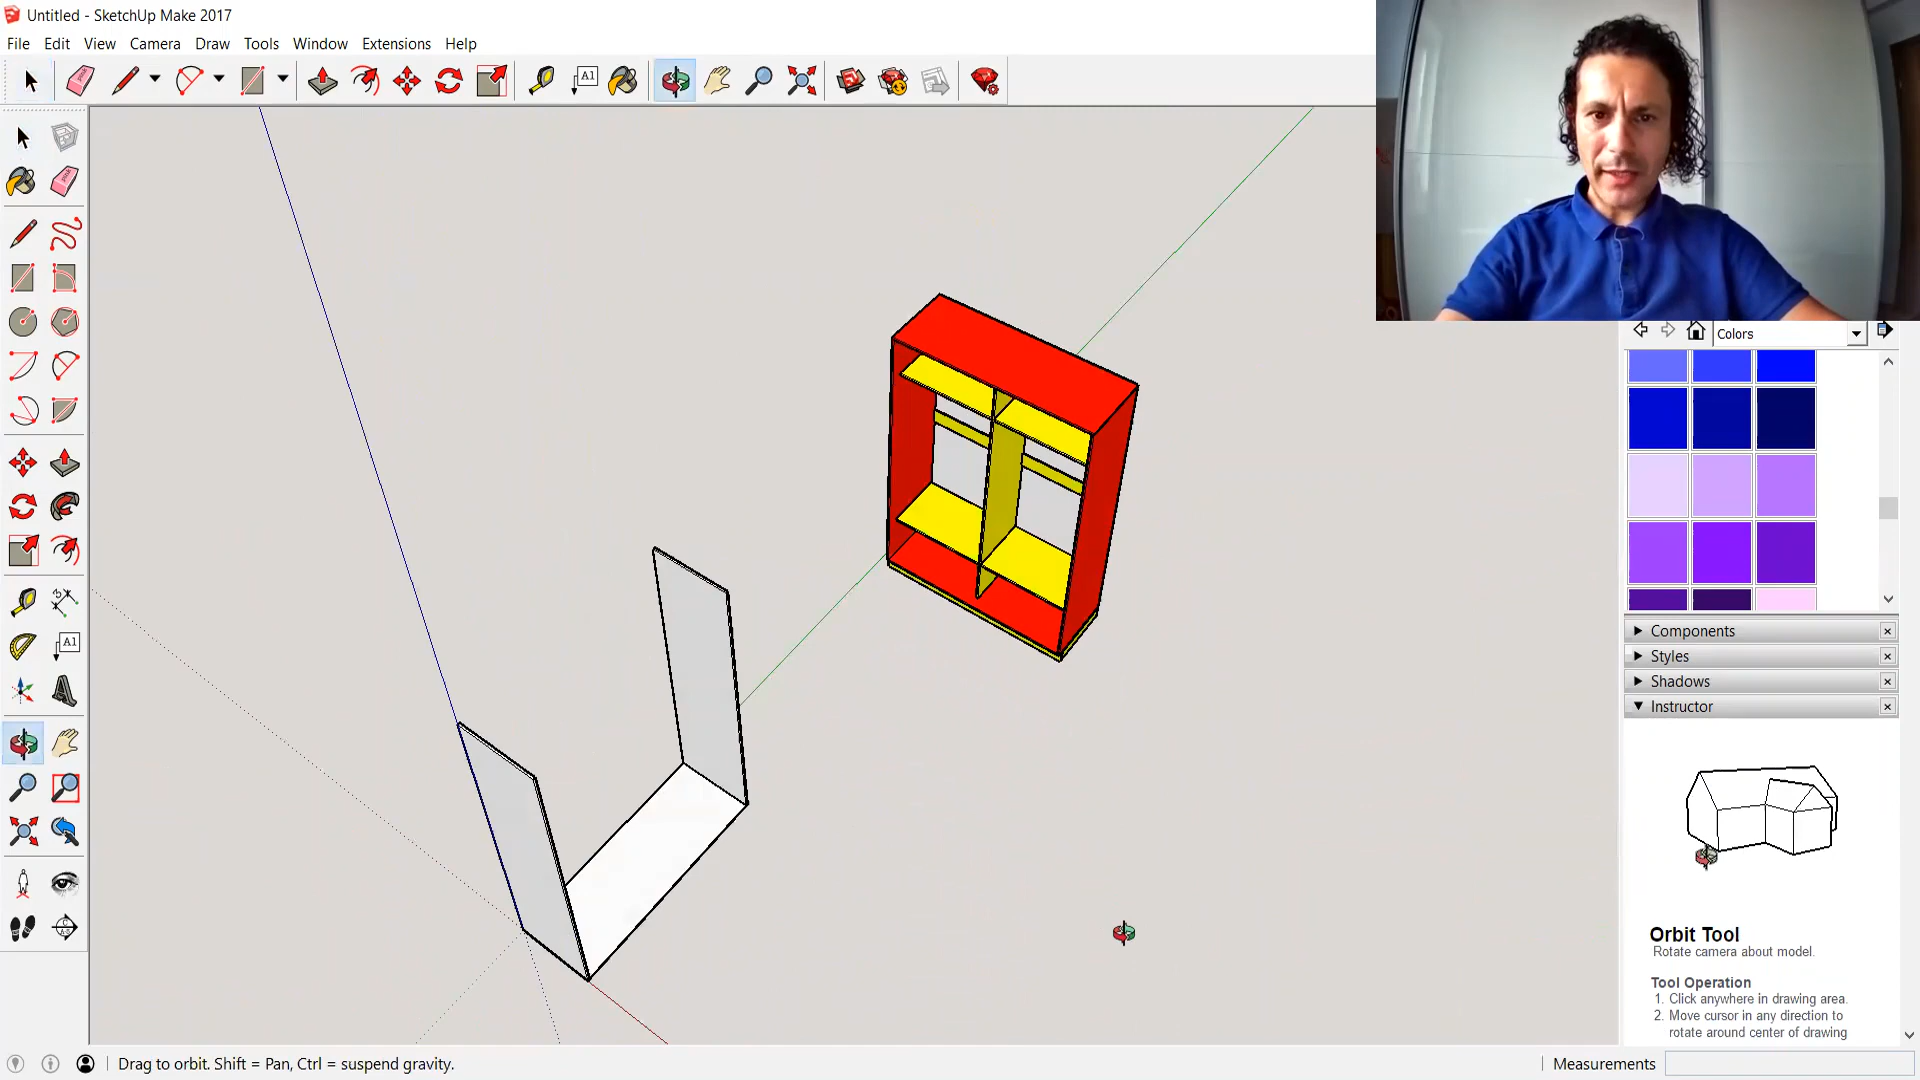 Untitled - SketchUp Make 2017
File Edit View Camera Draw Tools Window Extensions Help
A1
Colors
A1
Components
Styles
Shadows
Instructor
Orbit Tool
Rotate camera about model.
Tool Operation
1. Click anywhere in drawing area.
2. Move cursor in any direction to
rotate around center of drawing
Drag to orbit. Shift = Pan, Ctrl = suspend gravity.
Measurements